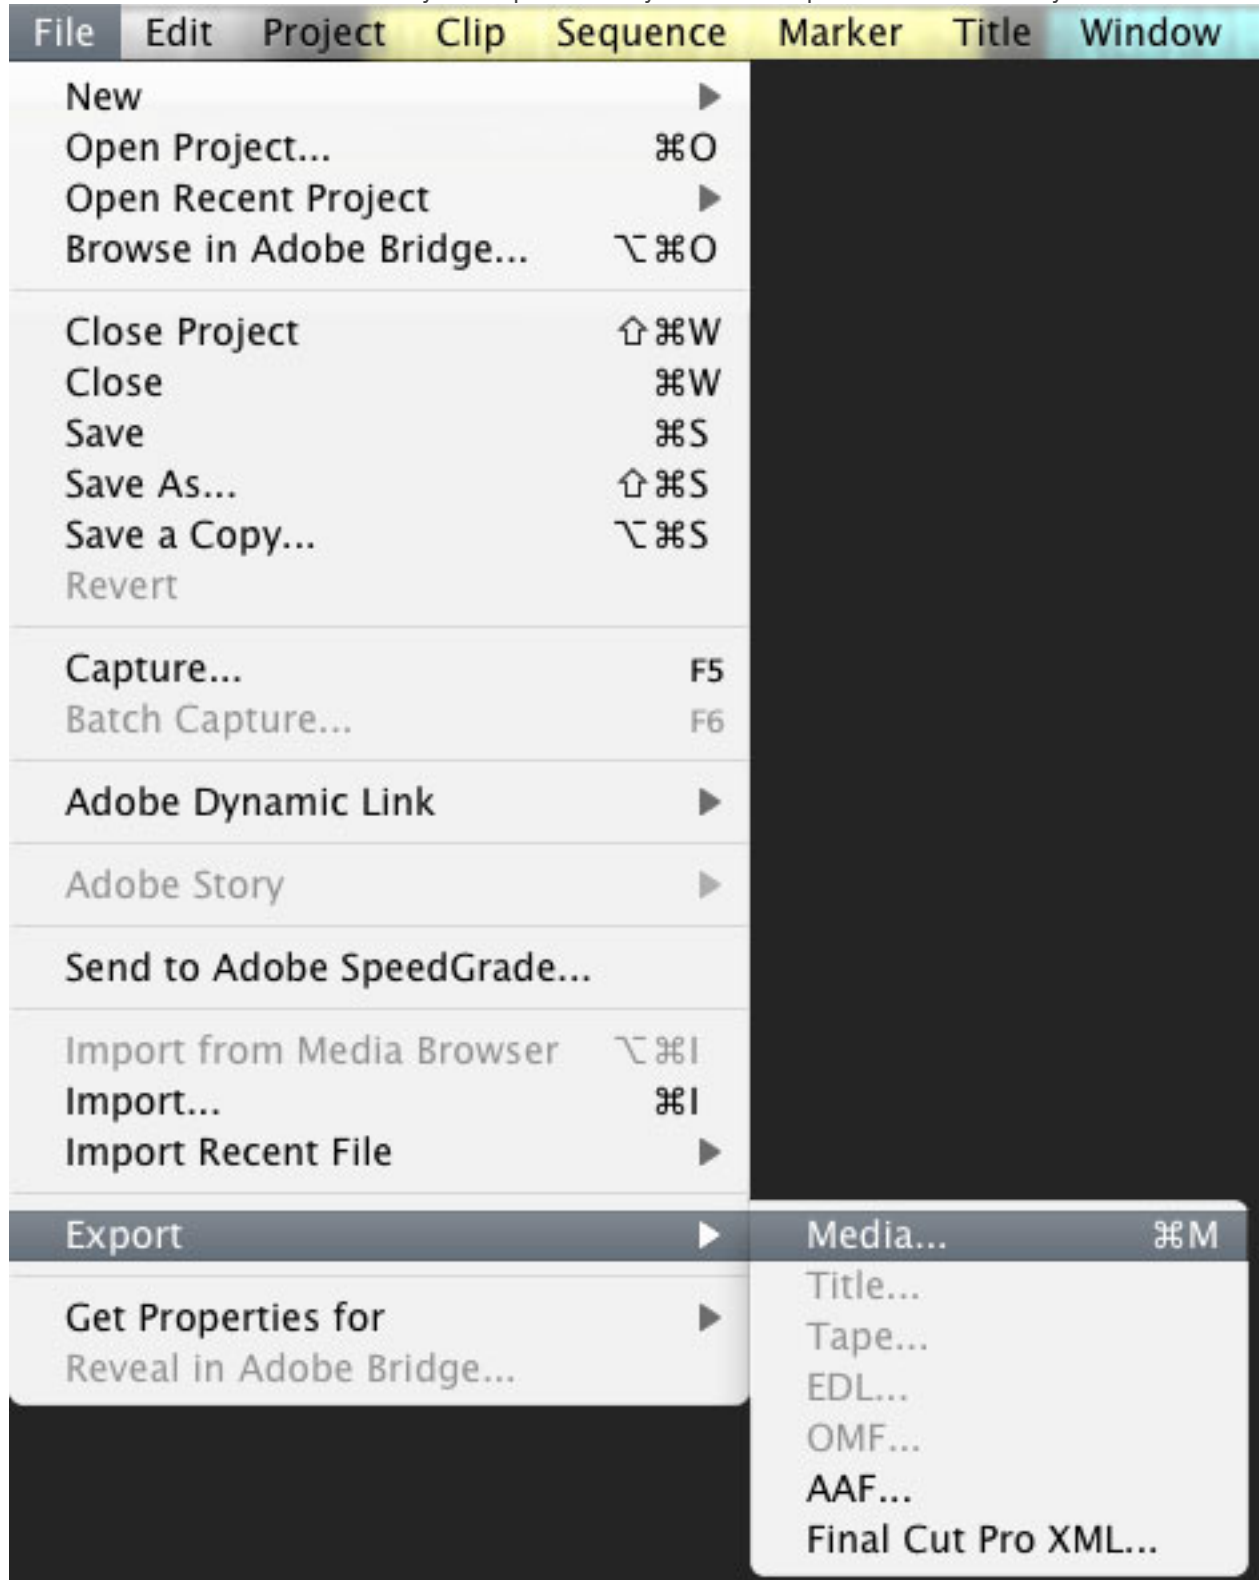 File Edit Project Clip Sequence Marker Title Window
New
Open Project... ⌘O
Open Recent Project
Browse in Adobe Bridge... ⌥⌘O
Close Project ⇧⌘W
Close ⌘W
Save ⌘S
Save As... ⇧⌘S
Save a Copy... ⌥⌘S
Revert
Capture... F5
Batch Capture... F6
Adobe Dynamic Link
Adobe Story
Send to Adobe SpeedGrade...
Import from Media Browser ⌥⌘I
Import... ⌘I
Import Recent File
Export Media... ⌘M
Title...
Get Properties for Tape...
Reveal in Adobe Bridge... EDL...
OMF...
AAF...
Final Cut Pro XML...